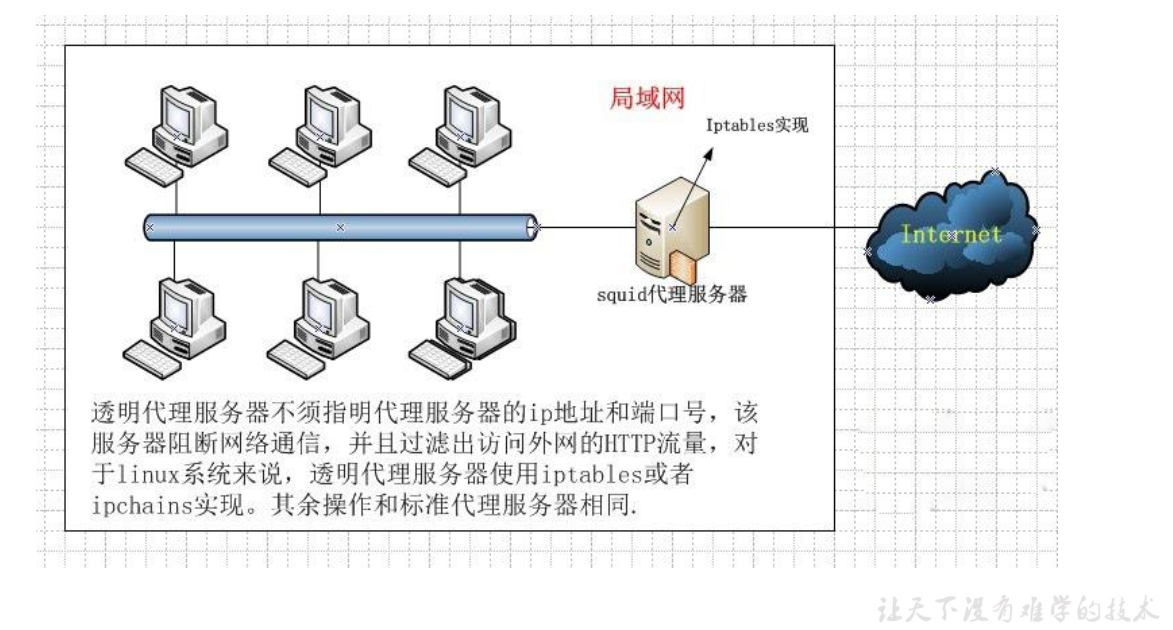 局域网
Iptables实现
Internet
squid代理服务器
透明代理服务器不须指明代理服务器的ip地址和端口号，该
服务器阻断网络通信，并且过滤出访问外网的HTTP流量，对
于linux系统来说，透明代理服务器使用iptables或者
ipchains实现。其余操作和标准代理服务器相同.
让天下没有难学的技术